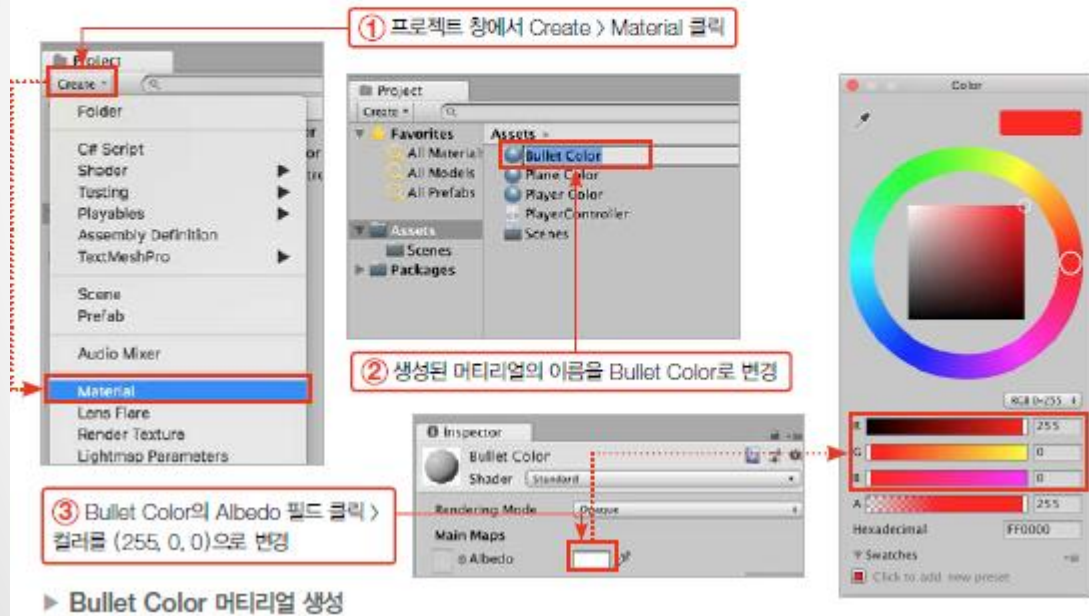 ① 프로젝트 창에서 Create > Material 클릭
Project
Create
Folder
C# Script
Shader
Testing
Playables
Assembly Definition
TextMeshPro
Scene
Prefab
Audio Mixer
Material
Lens Flare
Render Texture
Lightmap Parameters
Project
Create
Favorites
All Material
All Models
All Prefabs
Assets
Scenes
Packages
Assets
Bullet Color
Plane Color
Player Color
PlayerController
Scenes
② 생성된 머티리얼의 이름을 Bullet Color로 변경
③ Bullet Color의 Albedo 필드 클릭 >
컬러를 (255, 0, 0)으로 변경
Inspector
Bullet Color
Shader Standard
Rendering Mode Opaque
Main Maps
Albedo
Color
RGB 0-255
R 255
G 0
B 0
A 255
Hexadecimal FF0000
Swatches
Click to add new preset
▶ Bullet Color 머티리얼 생성